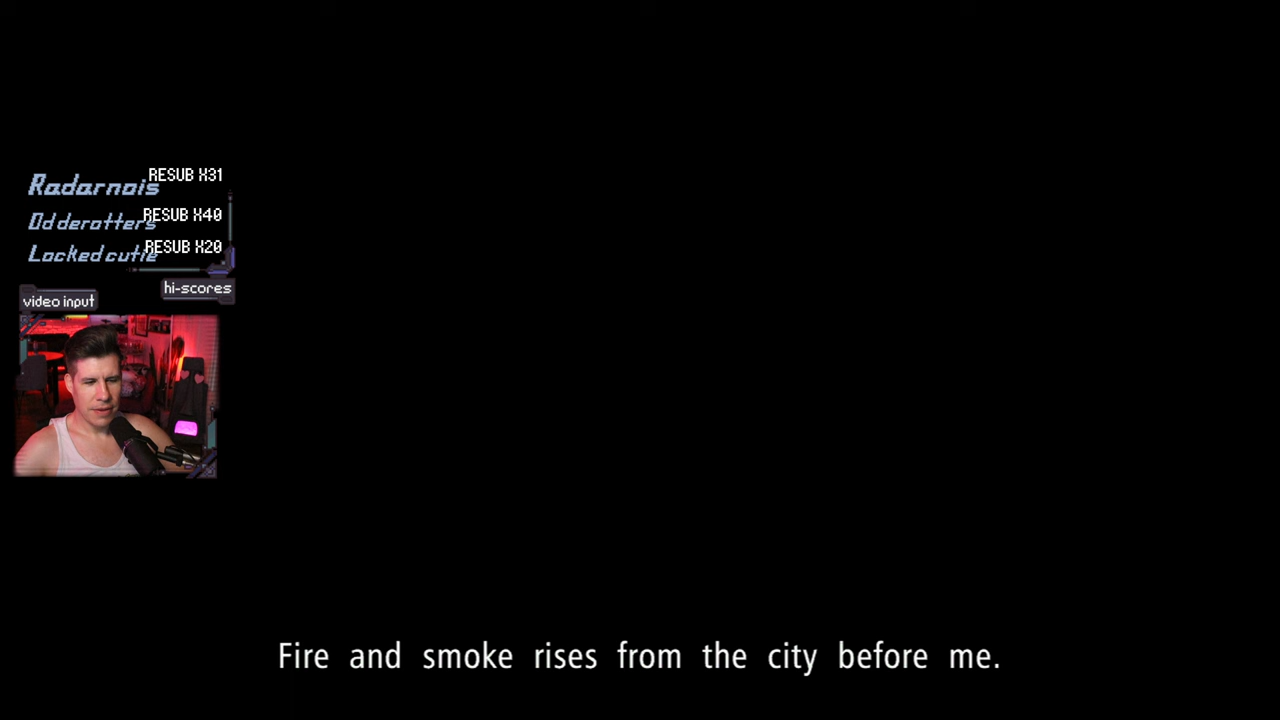 Radarnois RESUB X31
Odderotters RESUB X40
Lockedcutie RESUB X20
hi-scores
video input
Fire and smoke rises from the city before me.